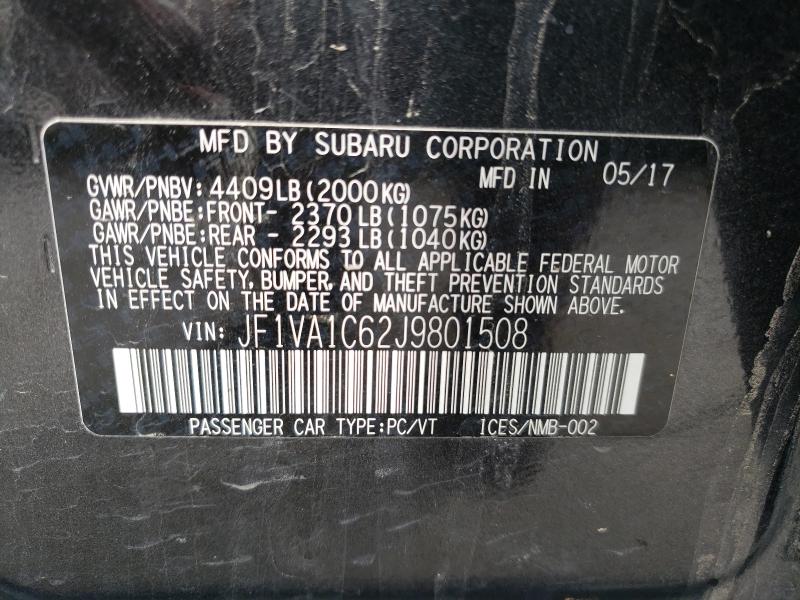 MFD BY SUBARU CORPORATION
GVWR/PNBV: 4409LB(2000KG) MFD IN 05/17
GAWR/PNBE:FRONT- 2370LB(1075KG)
GAWR/PNBE:REAR - 2293LB(1040KG)
THIS VEHICLE CONFORMS TO ALL APPLICABLE FEDERAL MOTOR
VEHICLE SAFETY, BUMPER, AND THEFT PREVENTION STANDARDS
IN EFFECT ON THE DATE OF MANUFACTURE SHOWN ABOVE.
VIN: JF1VA1C62J9801508
PASSENGER CAR TYPE:PC/VT 1CES/NMB-002